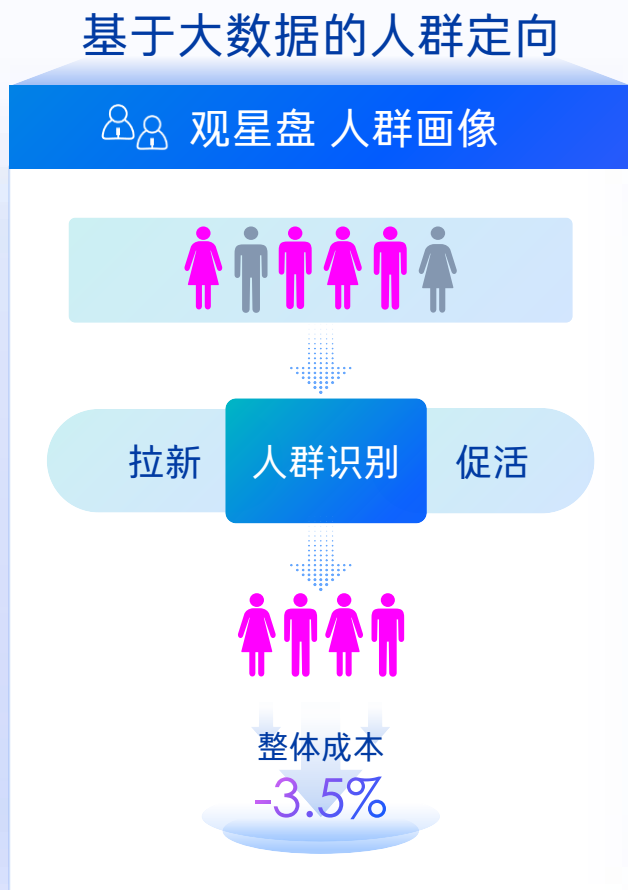 基于大数据的人群定向
观星盘 人群画像
拉新
人群识别
促活
整体成本
-3.5%